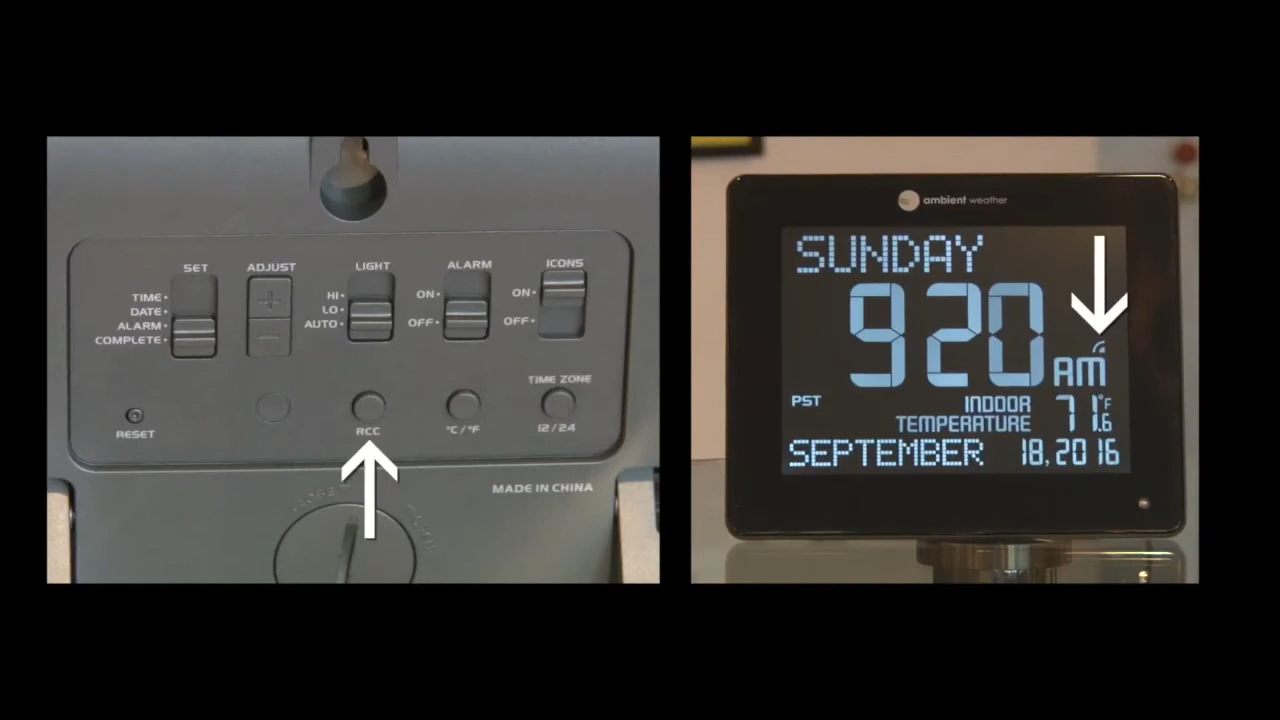 SET
ADJUST
LIGHT
ALARM
ICONS
TIME
DATE
ALARM
COMPLETE
+
-
HI
LO
AUTO
ON
OFF
ON
OFF
RESET
RCC
°C/°F
TIME ZONE
12/24
MADE IN CHINA
ambient weather
SUNDAY
920 AM
PST
INDOOR TEMPERATURE 71.6 °F
SEPTEMBER 18, 2016